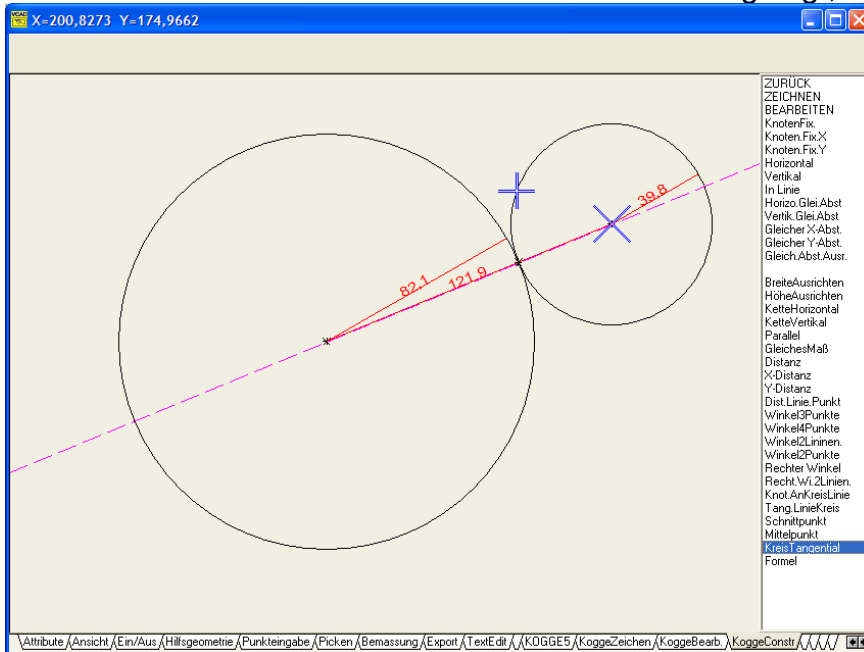 X=200,8273 Y=174,9662
39,8
82,1
121,9
ZURÜCK
ZEICHNEN
BEARBEITEN
KnotenFix.
Knoten.Fix.X
Knoten.Fix.Y
Horizontal
Vertikal
In Linie
Horizo.Glei.Abst
Vertik.Glei.Abst
Gleicher X-Abst.
Gleicher Y-Abst.
Gleich.Abst.Ausr.
BreiteAusrichten
HöheAusrichten
KetteHorizontal
KetteVertikal
Parallel
GleichesMaß
Distanz
X-Distanz
Y-Distanz
Dist.Linie.Punkt
Winkel3Punkte
Winkel4Punkte
Winkel2Lininen.
Winkel2Punkte
Rechter Winkel
Recht.Wi.2Linien.
Knot.AnKreisLinie
Tang.LinieKreis
Schnittpunkt
Mittelpunkt
KreisTangential
Formel
Attribute Ansicht Ein/Aus Hilfsgeometrie Punkteingabe Picken Bemassung Export TextEdit KOGGE5 KoggeZeichen KoggeBearb. KoggeConstr